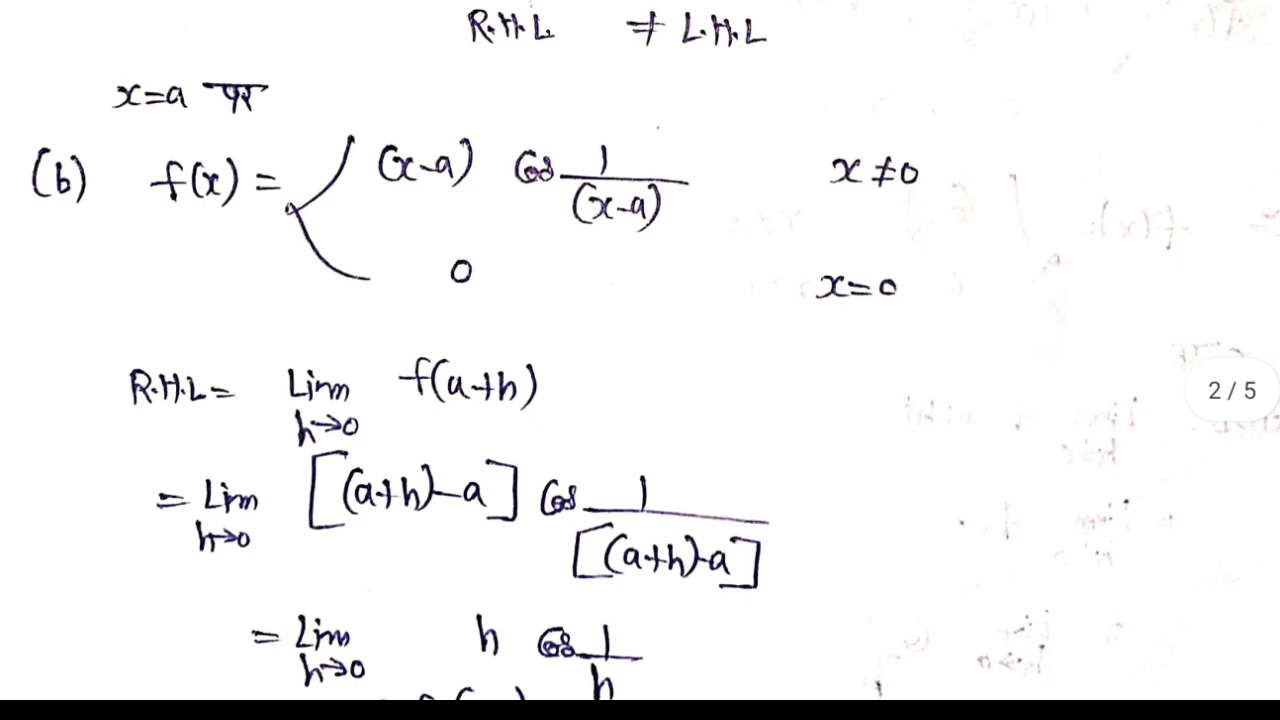 R.H.L. ≠ L.H.L
x=a पर
(b) f(x) = (x-a) Cos 1/(x-a) x≠0
0 x=0
R.H.L = Lim h→0 f(a+h)
2 / 5
= Lim h→0 [(a+h)-a] Cos 1/[(a+h)-a]
= Lim h→0 h Cos 1/h